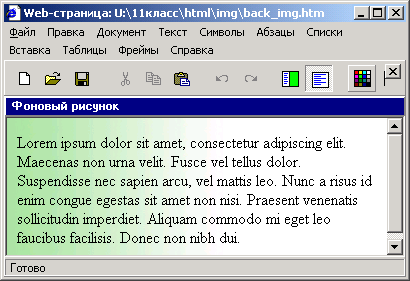 Web-страница: U:\11класс\html\img\back_img.htm
Файл Правка Документ Текст Символы Абзацы Списки
Вставка Таблицы Фреймы Справка
Фоновый рисунок
Lorem ipsum dolor sit amet, consectetur adipiscing elit.
Maecenas non urna velit. Fusce vel tellus dolor.
Suspendisse nec sapien arcu, vel mattis leo. Nunc a risus id
enim congue egestas sit amet non nisi. Praesent venenatis
sollicitudin imperdiet. Aliquam commodo mi eget leo
faucibus facilisis. Donec non nibh dui.
Готово